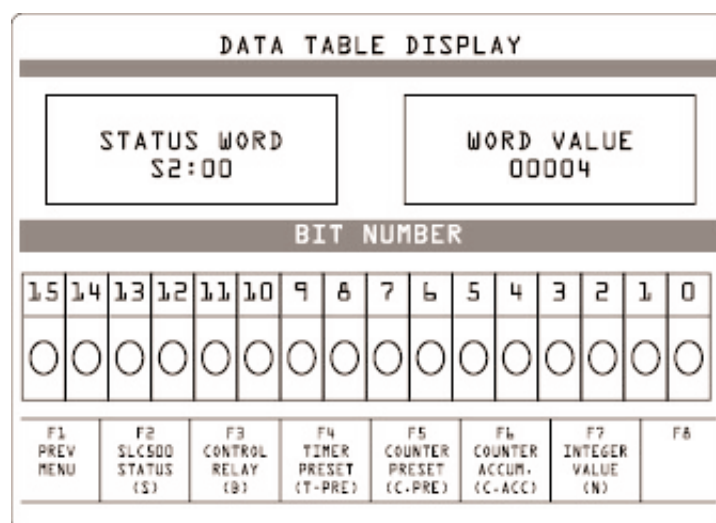 DATA TABLE DISPLAY
STATUS WORD
S2:00
WORD VALUE
00004
BIT NUMBER
15 14 13 12 11 10 9 8 7 6 5 4 3 2 1 0
F1
PREV
MENU
F2
SLC500
STATUS
(S)
F3
CONTROL
RELAY
(B)
F4
TIMER
PRESET
(T-PRE)
F5
COUNTER
PRESET
(C.PRE)
F6
COUNTER
ACCUM.
(C-ACC)
F7
INTEGER
VALUE
(N)
F8